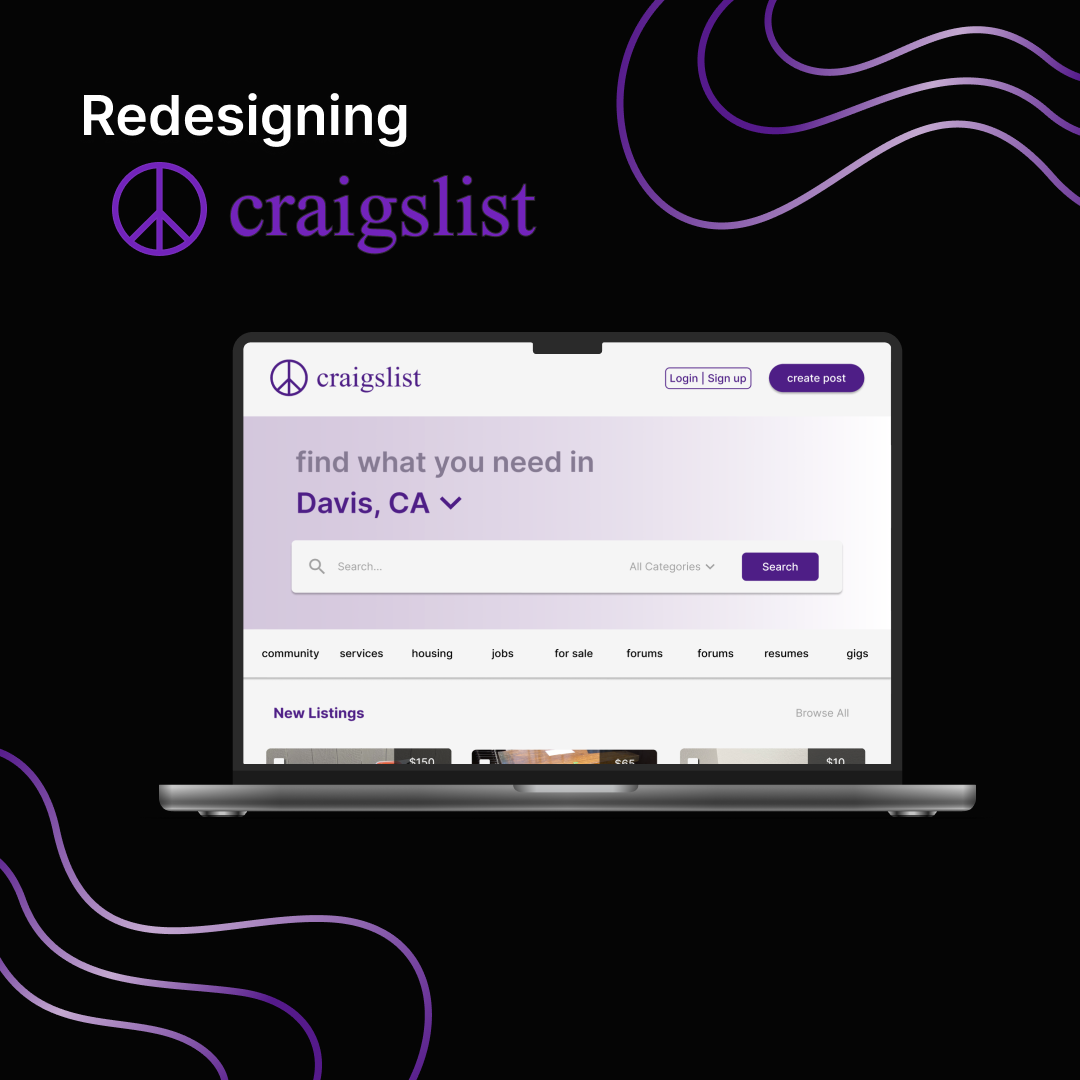 Redesigning
craigslist
craigslist
Login | Sign up
create post
find what you need in
Davis, CA
Search...
All Categories
Search
community services housing jobs for sale forums forums resumes gigs
New Listings
Browse All
$150 $65 $10